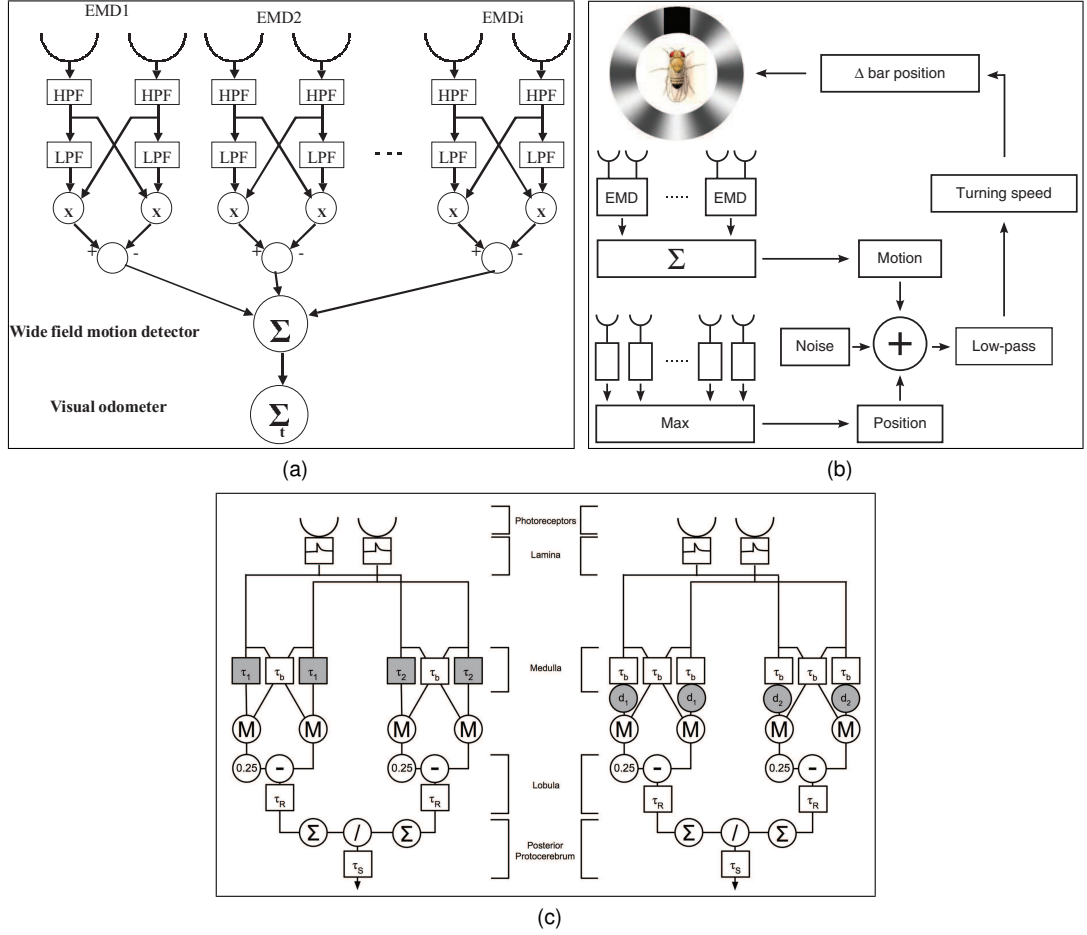 EMD1 EMD2 EMDi
HPF HPF HPF HPF HPF HPF
LPF LPF LPF LPF LPF LPF
x x x x x x
+ - + - + -
Wide field motion detector Σ
Visual odometer Σ
t
(a)
Δ bar position
Turning speed
EMD EMD
Σ Motion
Noise + Low-pass
Max Position
(b)
Photoreceptors
Lamina
τ1 τb τ1 τ2 τb τ2 Medulla τb τb τb τb τb τb
d1 d1 d2 d2
M M M M M M M M
0.25 - 0.25 - Lobula 0.25 - 0.25 -
τR τR τR τR
Σ / Σ Posterior Σ / Σ
Protocerebrum
τS τS
(c)